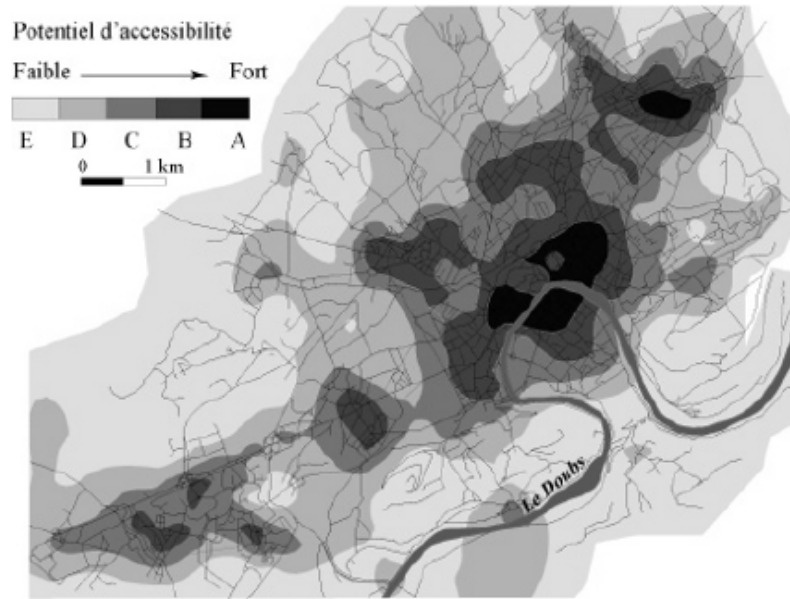 Potentiel d'accessibilité
Faible Fort
E D C B A
0 1 km
Le Doubs